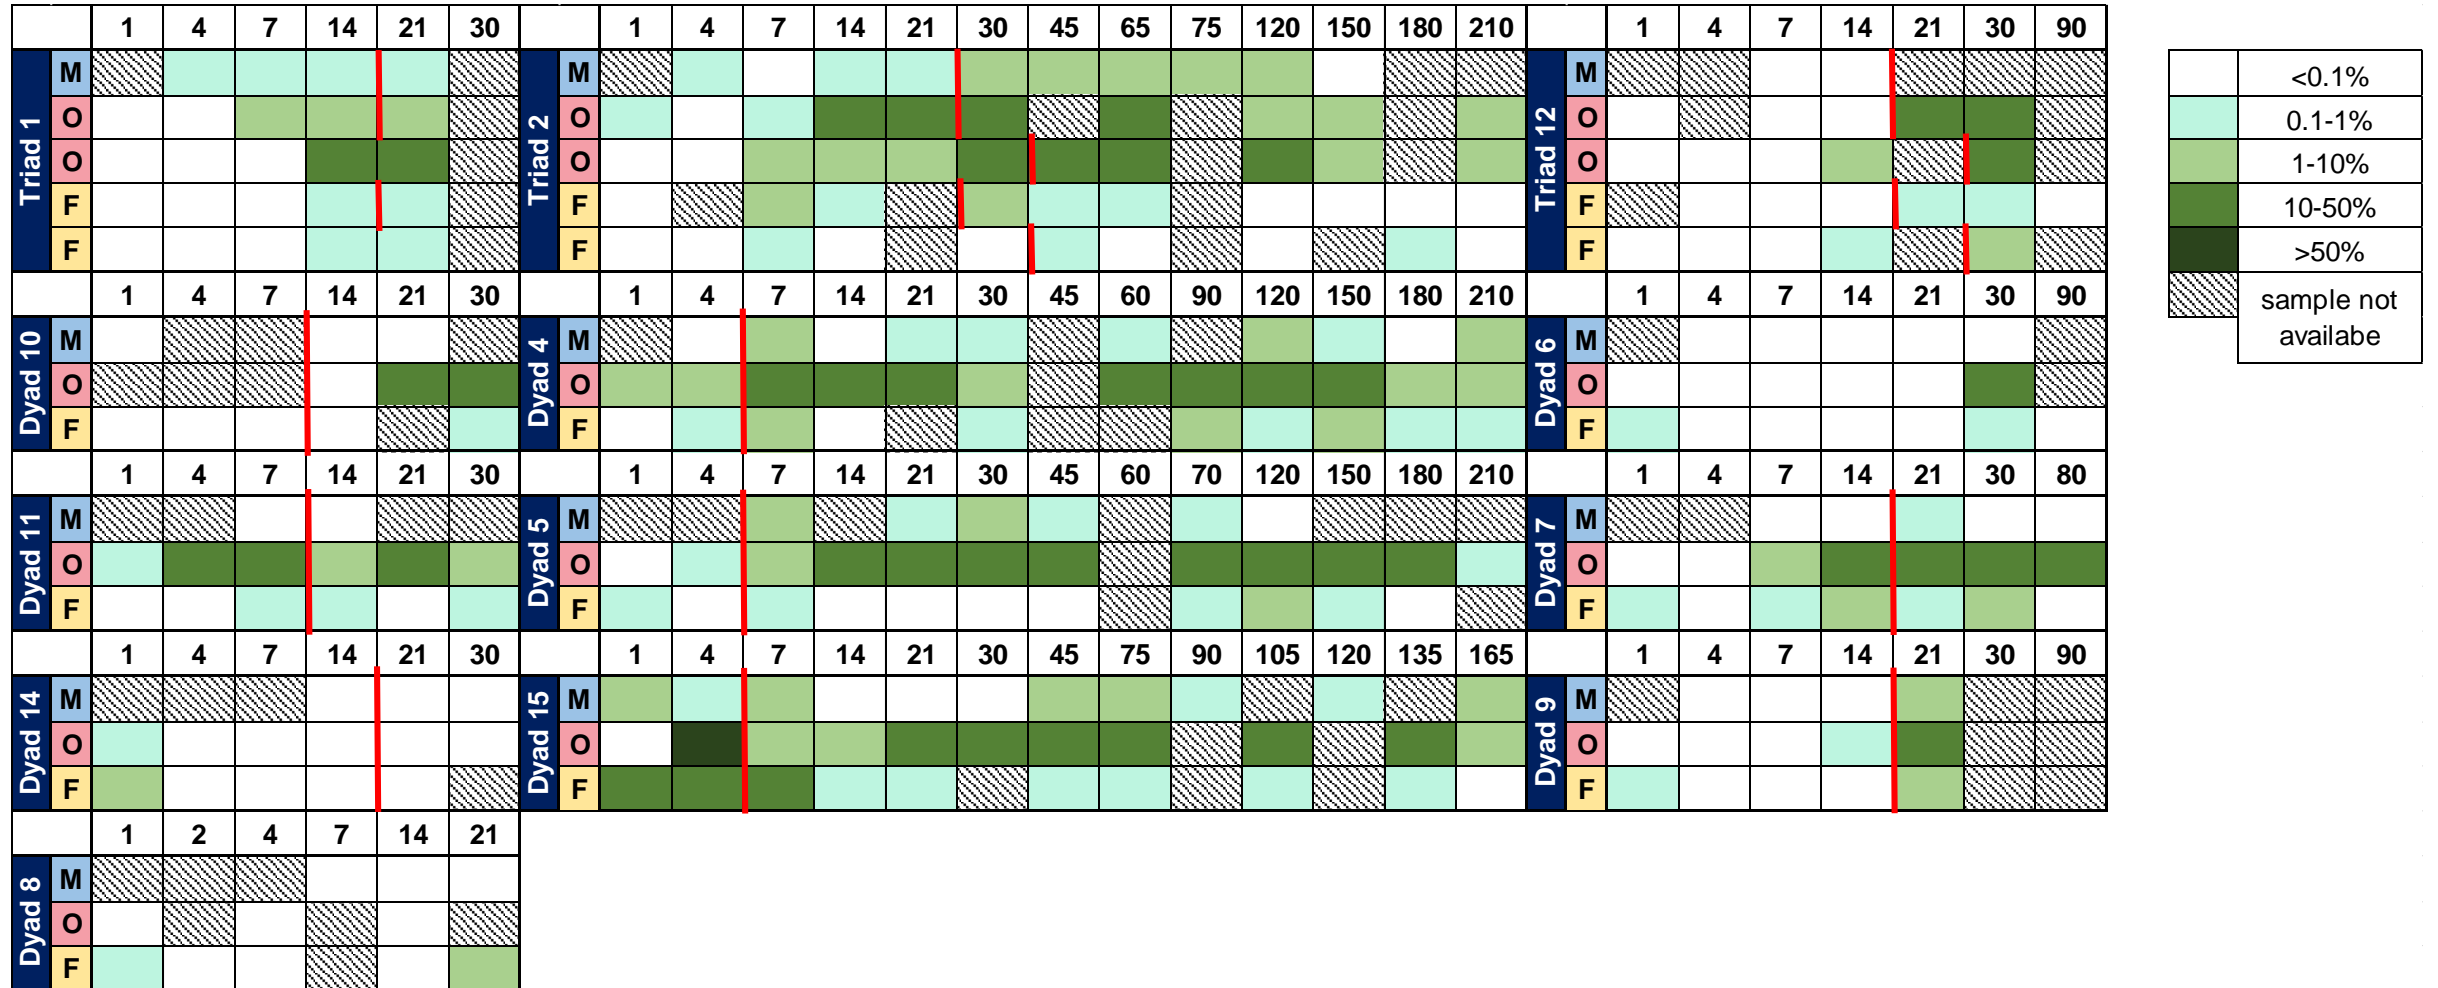 1 4 7 14 21 30 1 4 7 14 21 30 45 65 75 120 150 180 210 1 4 7 14 21 30 90
Triad 1 M O O F F
Triad 2 M O O F F
Triad 12 M O O F F
<0.1%
0.1-1%
1-10%
10-50%
>50%
sample not
availabe
1 4 7 14 21 30 1 4 7 14 21 30 45 60 90 120 150 180 210 1 4 7 14 21 30 90
Dyad 10 M O F
Dyad 4 M O F
Dyad 6 M O F
1 4 7 14 21 30 1 4 7 14 21 30 45 60 70 120 150 180 210 1 4 7 14 21 30 80
Dyad 11 M O F
Dyad 5 M O F
Dyad 7 M O F
1 4 7 14 21 30 1 4 7 14 21 30 45 75 90 105 120 135 165 1 4 7 14 21 30 90
Dyad 14 M O F
Dyad 15 M O F
Dyad 9 M O F
1 2 4 7 14 21
Dyad 8 M O F